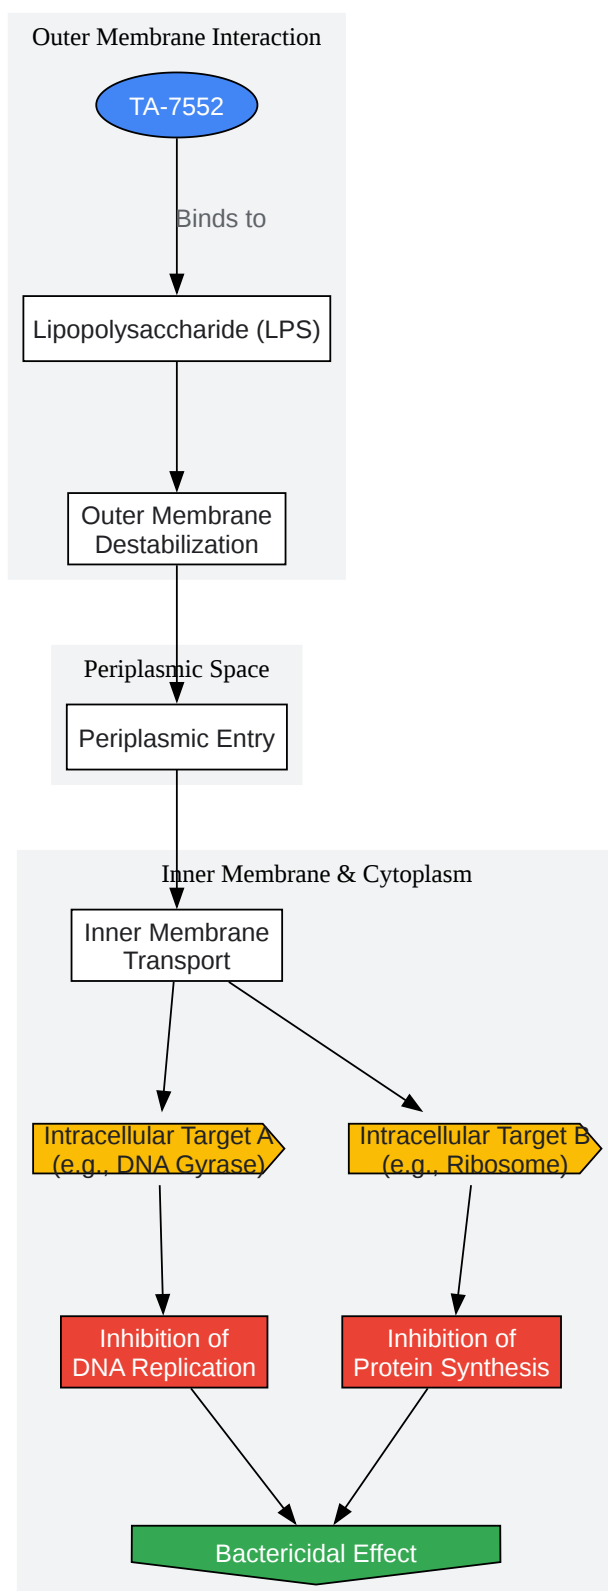 Outer Membrane Interaction
TA-7552
Binds to
Lipopolysaccharide (LPS)
Outer Membrane
Destabilization
Periplasmic Space
Periplasmic Entry
Inner Membrane & Cytoplasm
Inner Membrane
Transport
Intracellular Target A
(e.g., DNA Gyrase)
Intracellular Target B
(e.g., Ribosome)
Inhibition of
DNA Replication
Inhibition of
Protein Synthesis
Bactericidal Effect